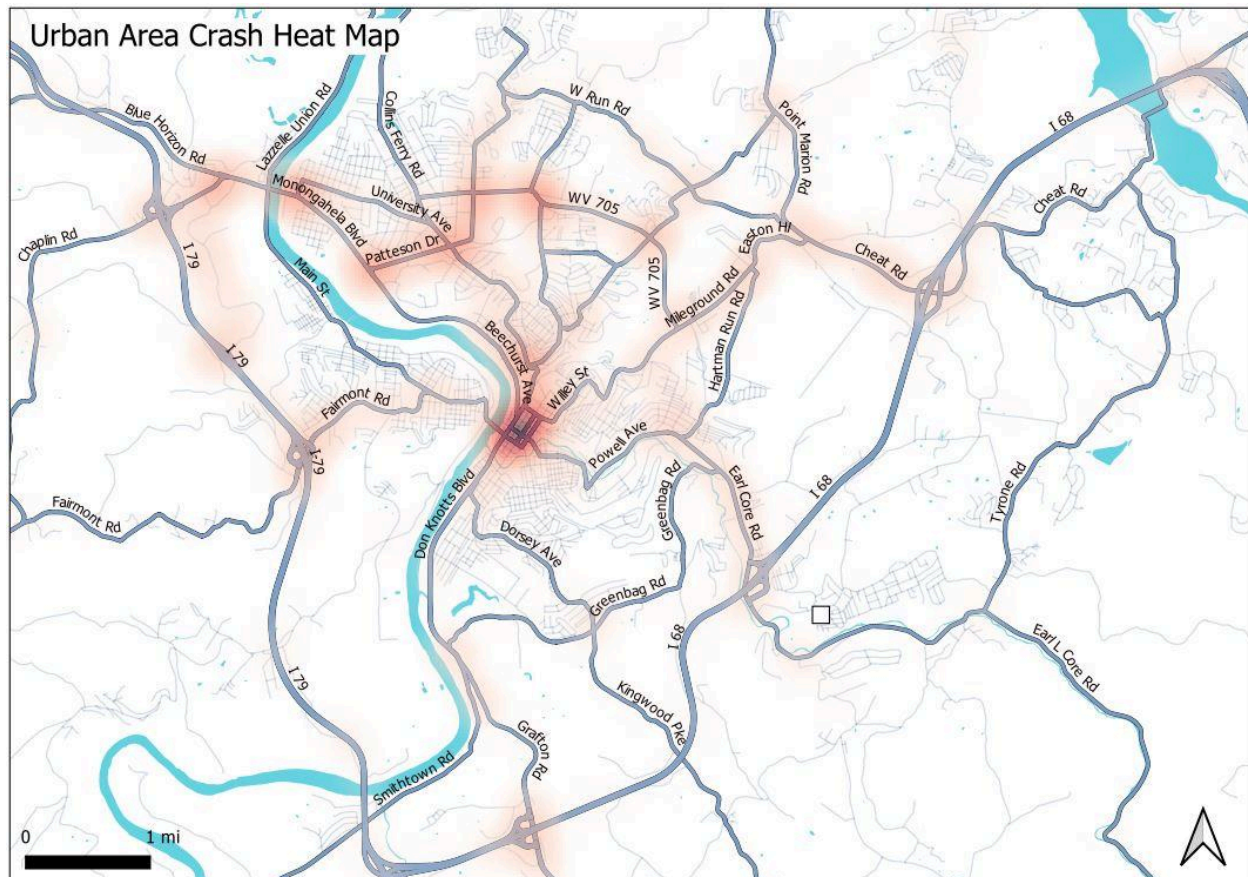 Urban Area Crash Heat Map
Lazzelle Union Rd
Collins Ferry Rd
W Run Rd
Blue Horizon Rd
Point Marion Rd
I 68
Monongahela Blvd
University Ave
WV 705
Cheat Rd
Chaplin Rd
I 79
Patteson Dr
Easton Hl
Cheat Rd
Main St
WV 705
Mileground Rd
Hartman Run Rd
I 79
Beechurst Ave
Willey St
Fairmont Rd
I-79
Powell Ave
Greenbag Rd
Earl Core Rd
I 68
Tyrone Rd
Fairmont Rd
Don Knotts Blvd
Dorsey Ave
Greenbag Rd
I 68
Earl L Core Rd
I 79
Kingwood Pke
Grafton Rd
Smithtown Rd
0 1 mi